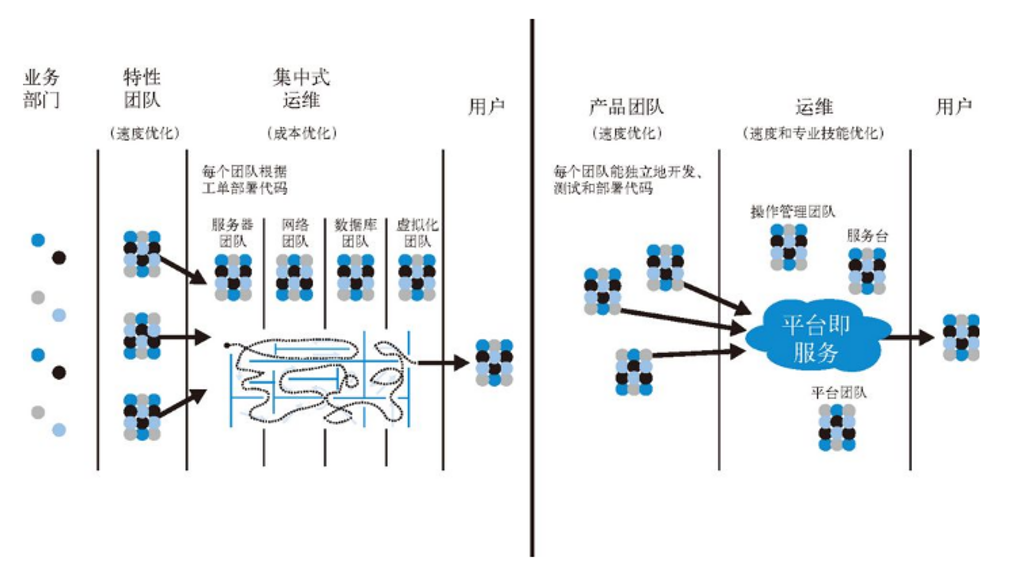 业务
部门
特性
团队
(速度优化)
集中式
运维
(成本优化)
用户
每个团队根据
工单部署代码
服务器
团队
网络
团队
数据库
团队
虚拟化
团队
产品团队
(速度优化)
运维
(速度和专业技能优化)
用户
每个团队能独立地开发、
测试和部署代码
操作管理团队
服务台
平台即
服务
平台团队